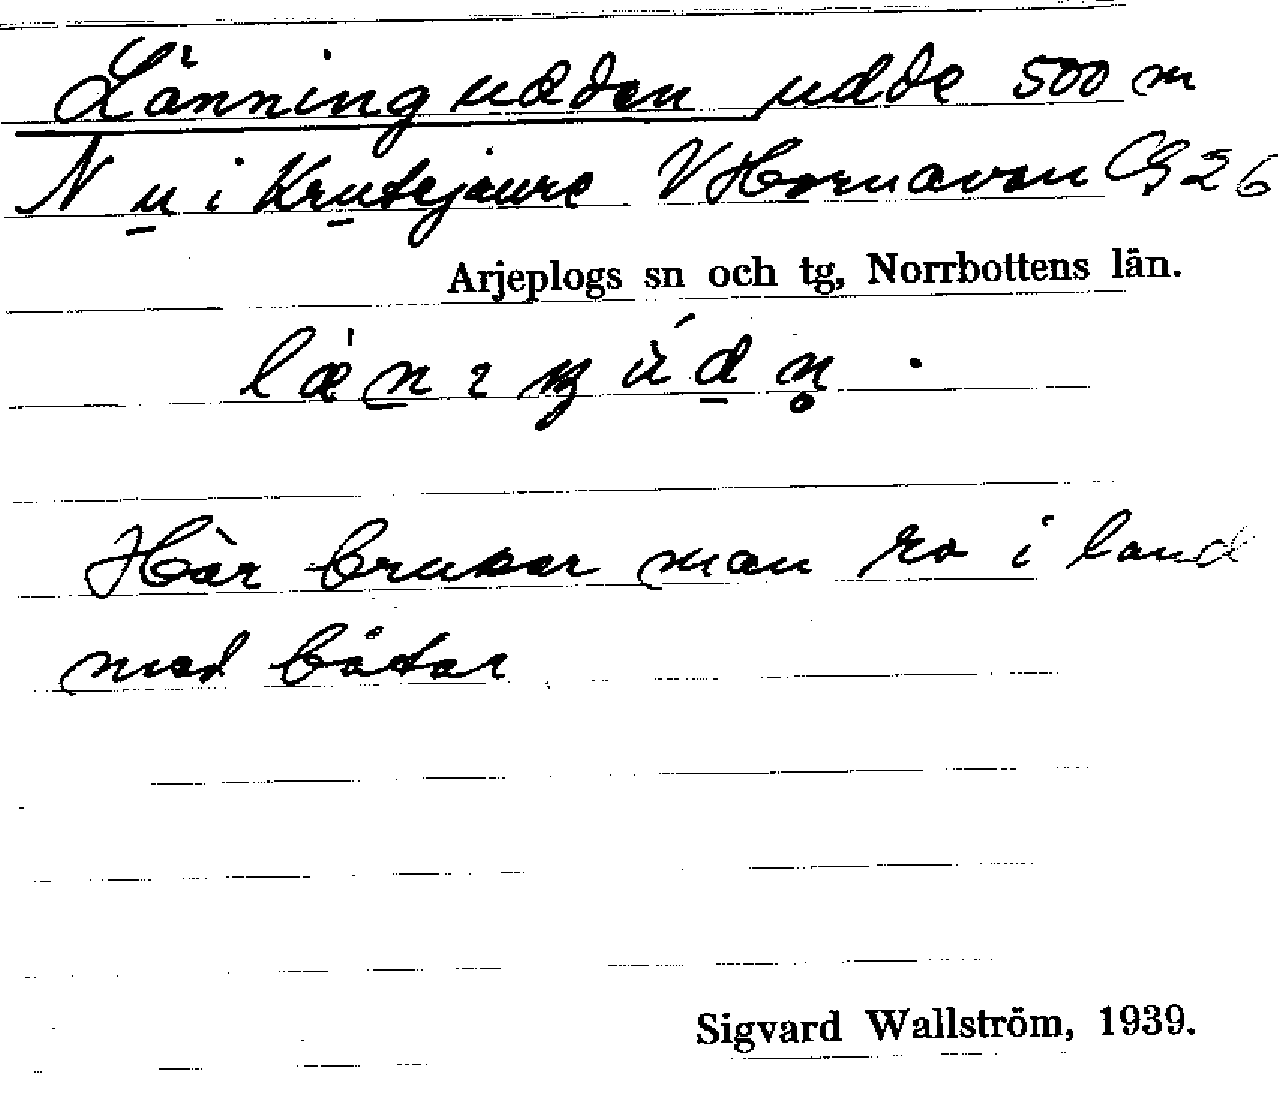 Länningudden udde 500 m
N u i Krutsjaure V Hornavan G 26
Arjeplogs sn och tg, Norrbottens län.
Här brukar man ro i land
med båtar
Sigvard Wallström, 1939.